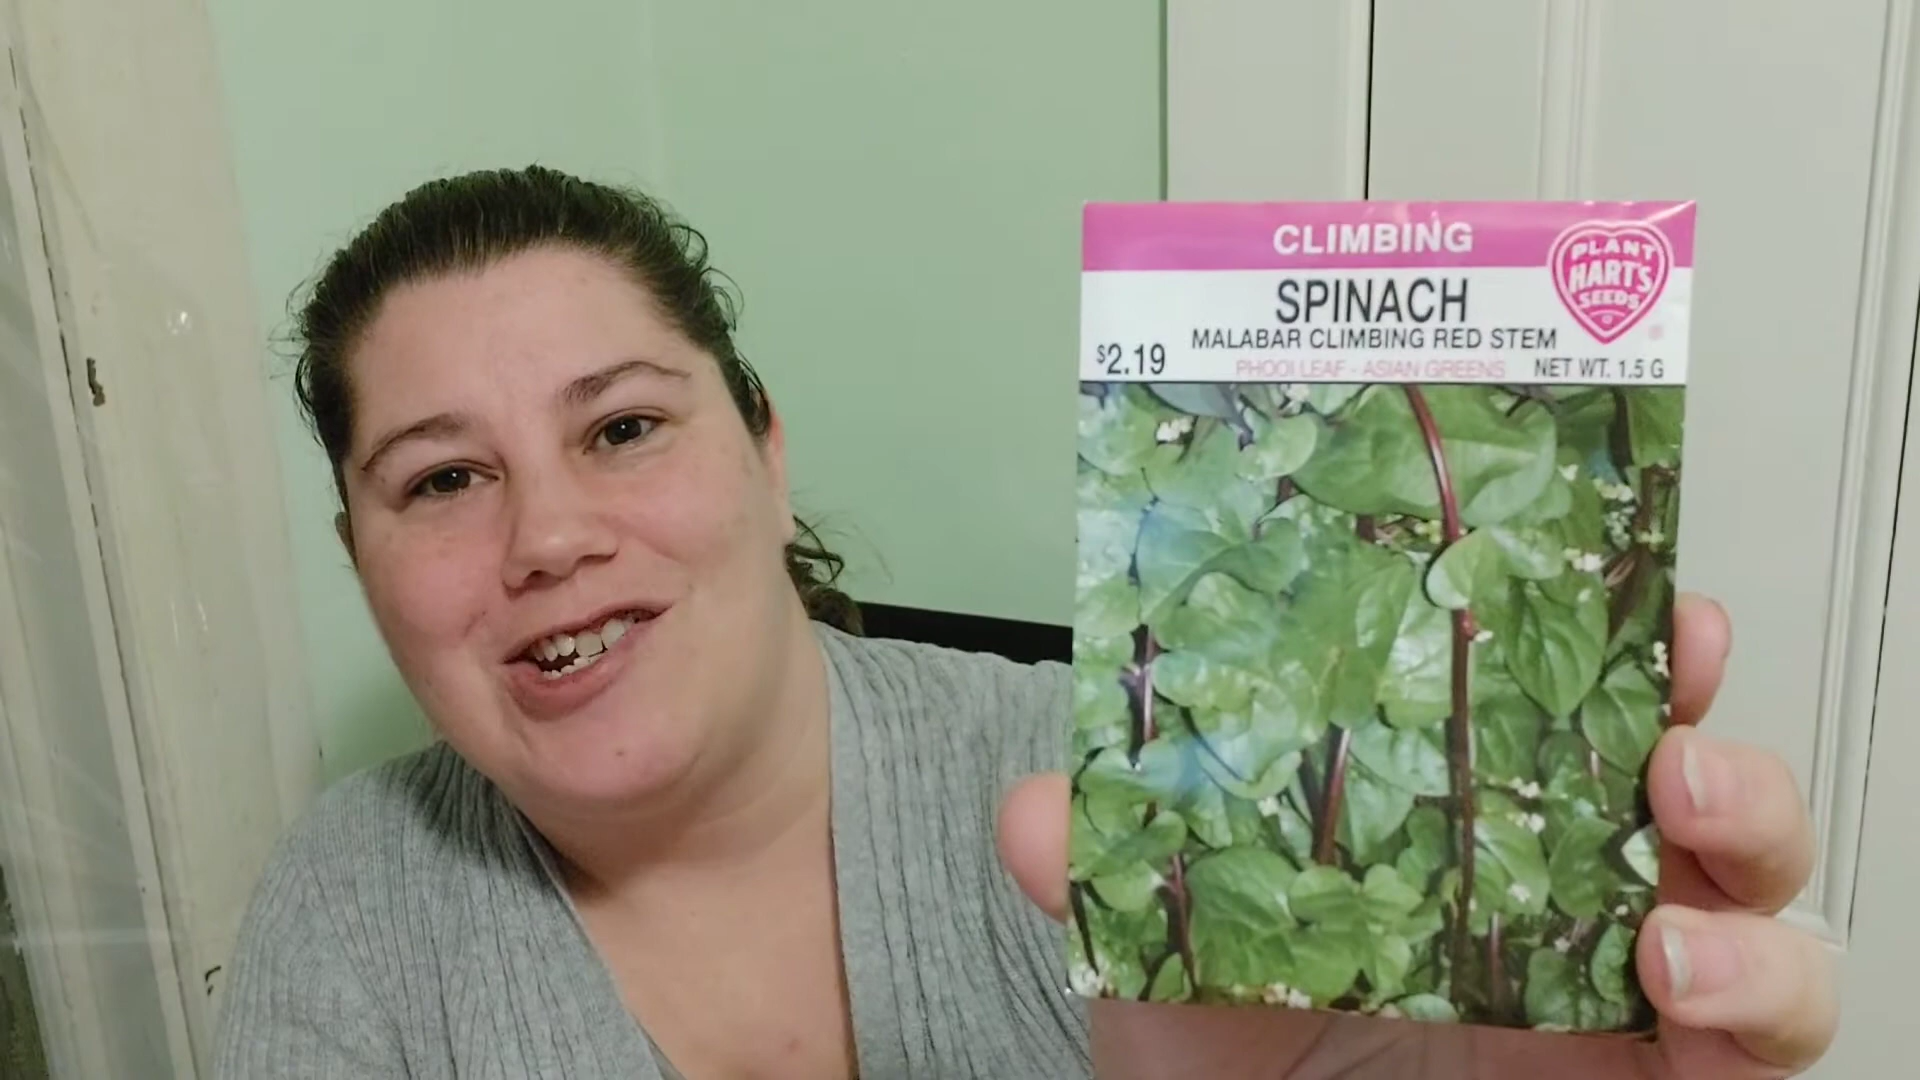 CLIMBING
PLANT
HART'S
SEEDS
SPINACH
MALABAR CLIMBING RED STEM
$2.19
PHOOI LEAF - ASIAN GREENS
NET WT. 1.5 G